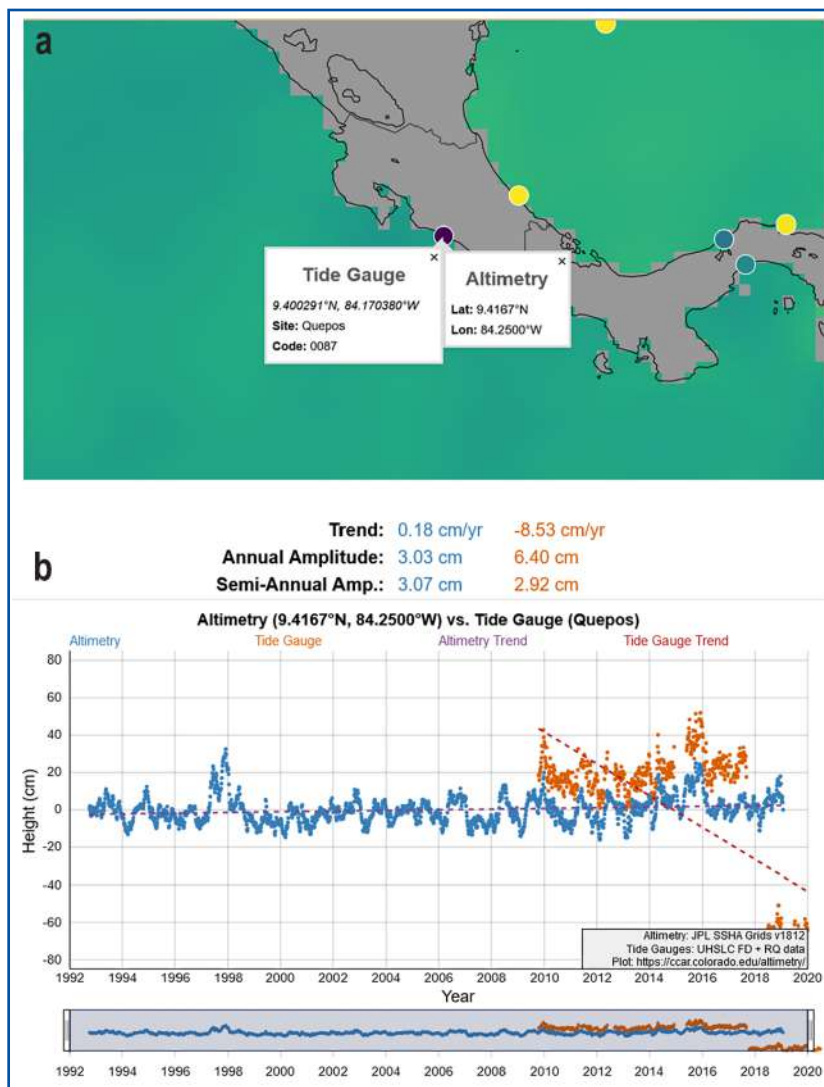 a
×
×
Tide Gauge
9.400291°N, 84.170380°W
Site: Quepos
Code: 0087
Altimetry
Lat: 9.4167°N
Lon: 84.2500°W
b
Trend: 0.18 cm/yr -8.53 cm/yr
Annual Amplitude: 3.03 cm 6.40 cm
Semi-Annual Amp.: 3.07 cm 2.92 cm
Altimetry (9.4167°N, 84.2500°W) vs. Tide Gauge (Quepos)
Altimetry Tide Gauge Altimetry Trend Tide Gauge Trend
80
60
40
20
0
-20
-40
-60
-80
Height (cm)
Altimetry: JPL SSHA Grids v1812
Tide Gauges: UHSLC FD + RQ data
Plot: https://ccar.colorado.edu/altimetry/
1992 1994 1996 1998 2000 2002 2004 2006 2008 2010 2012 2014 2016 2018 2020
Year
1992 1994 1996 1998 2000 2002 2004 2006 2008 2010 2012 2014 2016 2018 2020